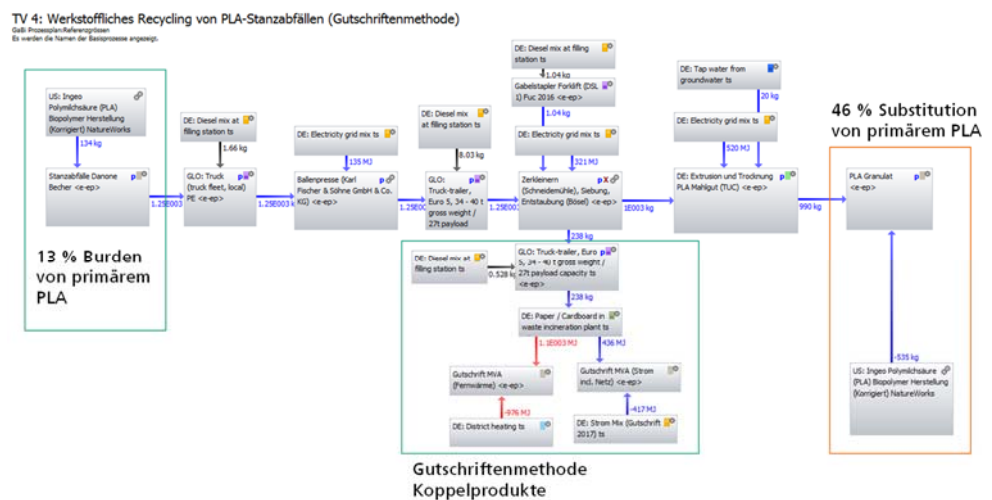 TV 4: Werkstoffliches Recycling von PLA-Stanzabfällen (Gutschriftenmethode)
GaBi Prozessplan:Referenzgrössen
Es werden die Namen der Basisprozesse angezeigt.
US: Ingeo
Polymilchsäure (PLA)
Biopolymer Herstellung
(Korrigiert) NatureWorks
134 kg
Stanzabfälle Danone
Becher <e-ep>
1.25E003
13 % Burden
von primärem
PLA
DE: Diesel mix at
filling station ts
1.66 kg
GLO: Truck
(truck fleet, local)
PE <e-ep>
1.25E003 k
DE: Electricity grid mix ts
135 MJ
Ballenpresse (Karl
Fischer & Söhne GmbH & Co.
KG) <e-ep>
1.25E00
DE: Diesel mix
at filling station
ts
8.03 kg
GLO:
Truck-trailer,
Euro 5, 34 - 40 t
gross weight /
27t payload
1.25E003
DE: Diesel mix at filling
station ts
1.04 kg
Gabelstapler Forklift (DSL
1) Fuc 2016 <e-ep>
1.04 kg
DE: Electricity grid mix ts
321 MJ
Zerkleinern
(Schneidemühle), Siebung,
Entstaubung (Bösel) <e-ep>
1E003 kg
238 kg
DE: Tap water from
groundwater ts
20 kg
DE: Electricity grid mix ts
520 MJ
DE: Extrusion und Trocknung
PLA Mahlgut (TUC) <e-ep>
990 kg
46 % Substitution
von primärem PLA
PLA Granulat
<e-ep>
-535 kg
US: Ingeo Polymilchsäure
(PLA) Biopolymer Herstellung
(Korrigiert) NatureWorks
DE: Diesel mix at
filling station ts
0.528 kg
GLO: Truck-trailer, Euro
5, 34 - 40 t gross weight /
27t payload capacity ts
<e-ep>
238 kg
DE: Paper / Cardboard in
waste incineration plant ts
1.1E003 MJ
436 MJ
Gutschrift MVA
(Fernwärme) <e-ep>
Gutschrift MVA (Strom
incl. Netz) <e-ep>
-976 MJ
-417 MJ
DE: District heating ts
DE: Strom Mix (Gutschrift
2017) ts
Gutschriftenmethode
Koppelprodukte